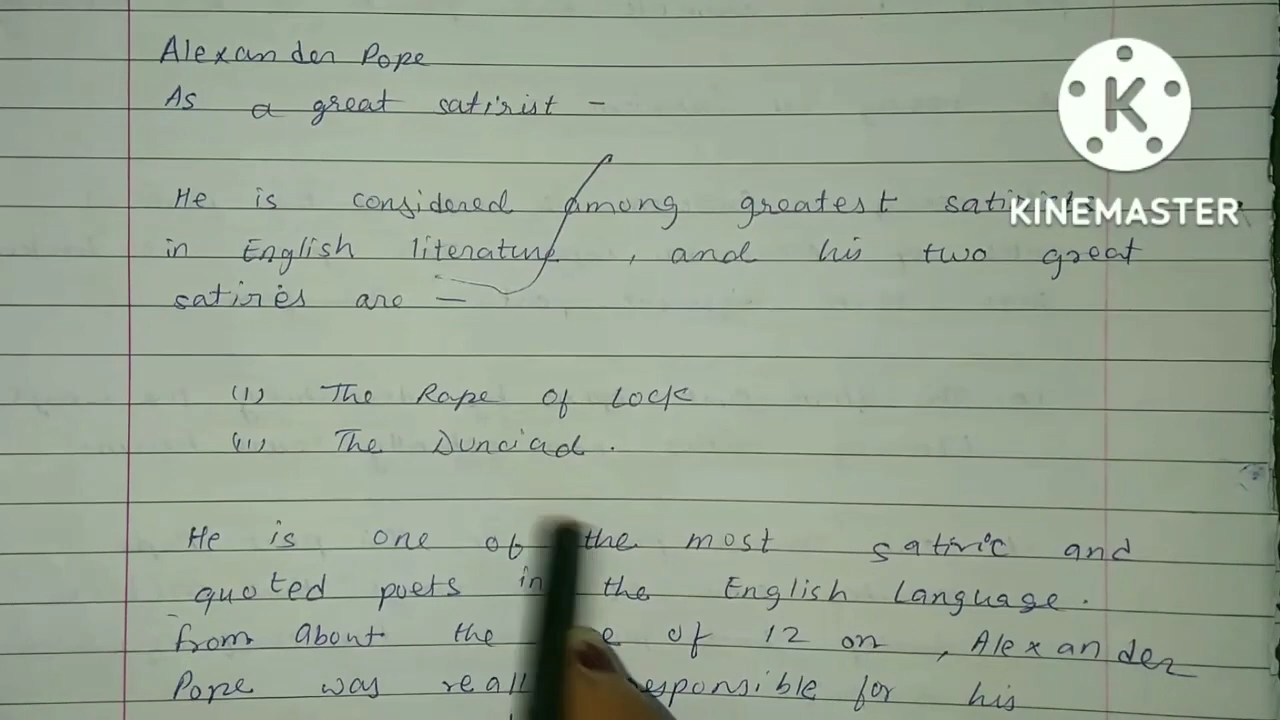 Alexander Pope
As a great satirist -
He is considered among greatest
KINEMASTER
in English literature, and his two great
satires are -
(I) The Rape of Lock
(II) The Dunciad.
He is one of the most satiric and
quoted poets in the English Language.
from about the of 12 on, Alexander
Pope was for his